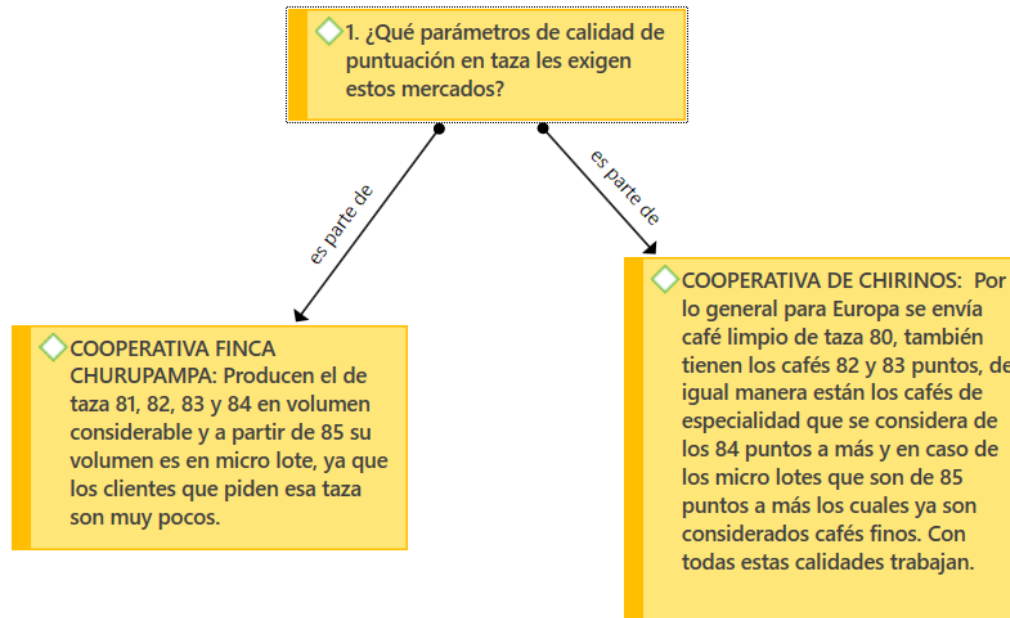 1. ¿Qué parámetros de calidad de
puntuación en taza les exigen
estos mercados?
es parte de
es parte de
COOPERATIVA FINCA
CHURUPAMPA: Producen el de
taza 81, 82, 83 y 84 en volumen
considerable y a partir de 85 su
volumen es en micro lote, ya que
los clientes que piden esa taza
son muy pocos.
COOPERATIVA DE CHIRINOS:  Por
lo general para Europa se envía
café limpio de taza 80, también
tienen los cafés 82 y 83 puntos, de
igual manera están los cafés de
especialidad que se considera de
los 84 puntos a más y en caso de
los micro lotes que son de 85
puntos a más los cuales ya son
considerados cafés finos. Con
todas estas calidades trabajan.